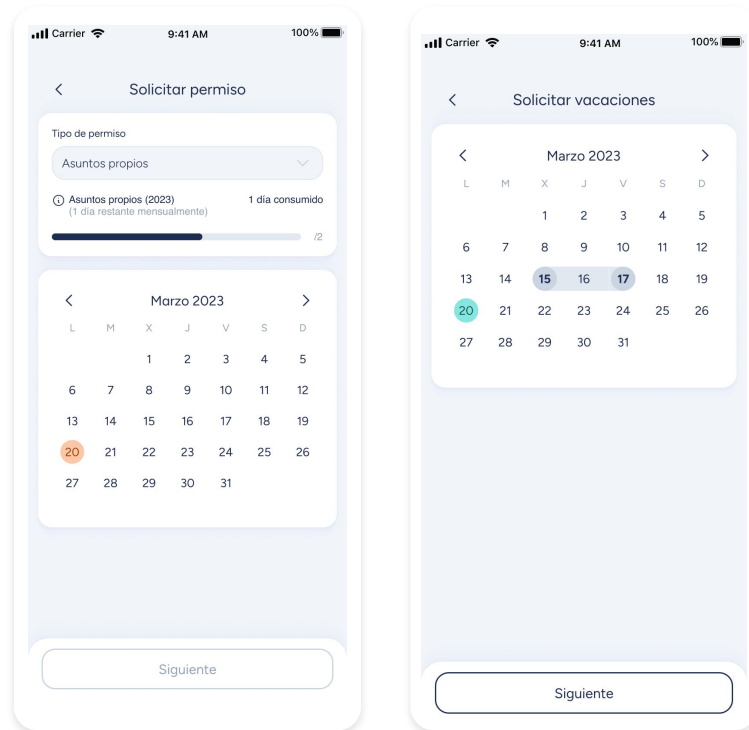 Carrier 9:41 AM 100%
Solicitar permiso
Tipo de permiso
Asuntos propios
Asuntos propios (2023) 1 día consumido
(1 día restante mensualmente)
/2
Marzo 2023
L M X J V S D
1 2 3 4 5
6 7 8 9 10 11 12
13 14 15 16 17 18 19
20 21 22 23 24 25 26
27 28 29 30 31
Siguiente
Carrier 9:41 AM 100%
Solicitar vacaciones
Marzo 2023
L M X J V S D
1 2 3 4 5
6 7 8 9 10 11 12
13 14 15 16 17 18 19
20 21 22 23 24 25 26
27 28 29 30 31
Siguiente